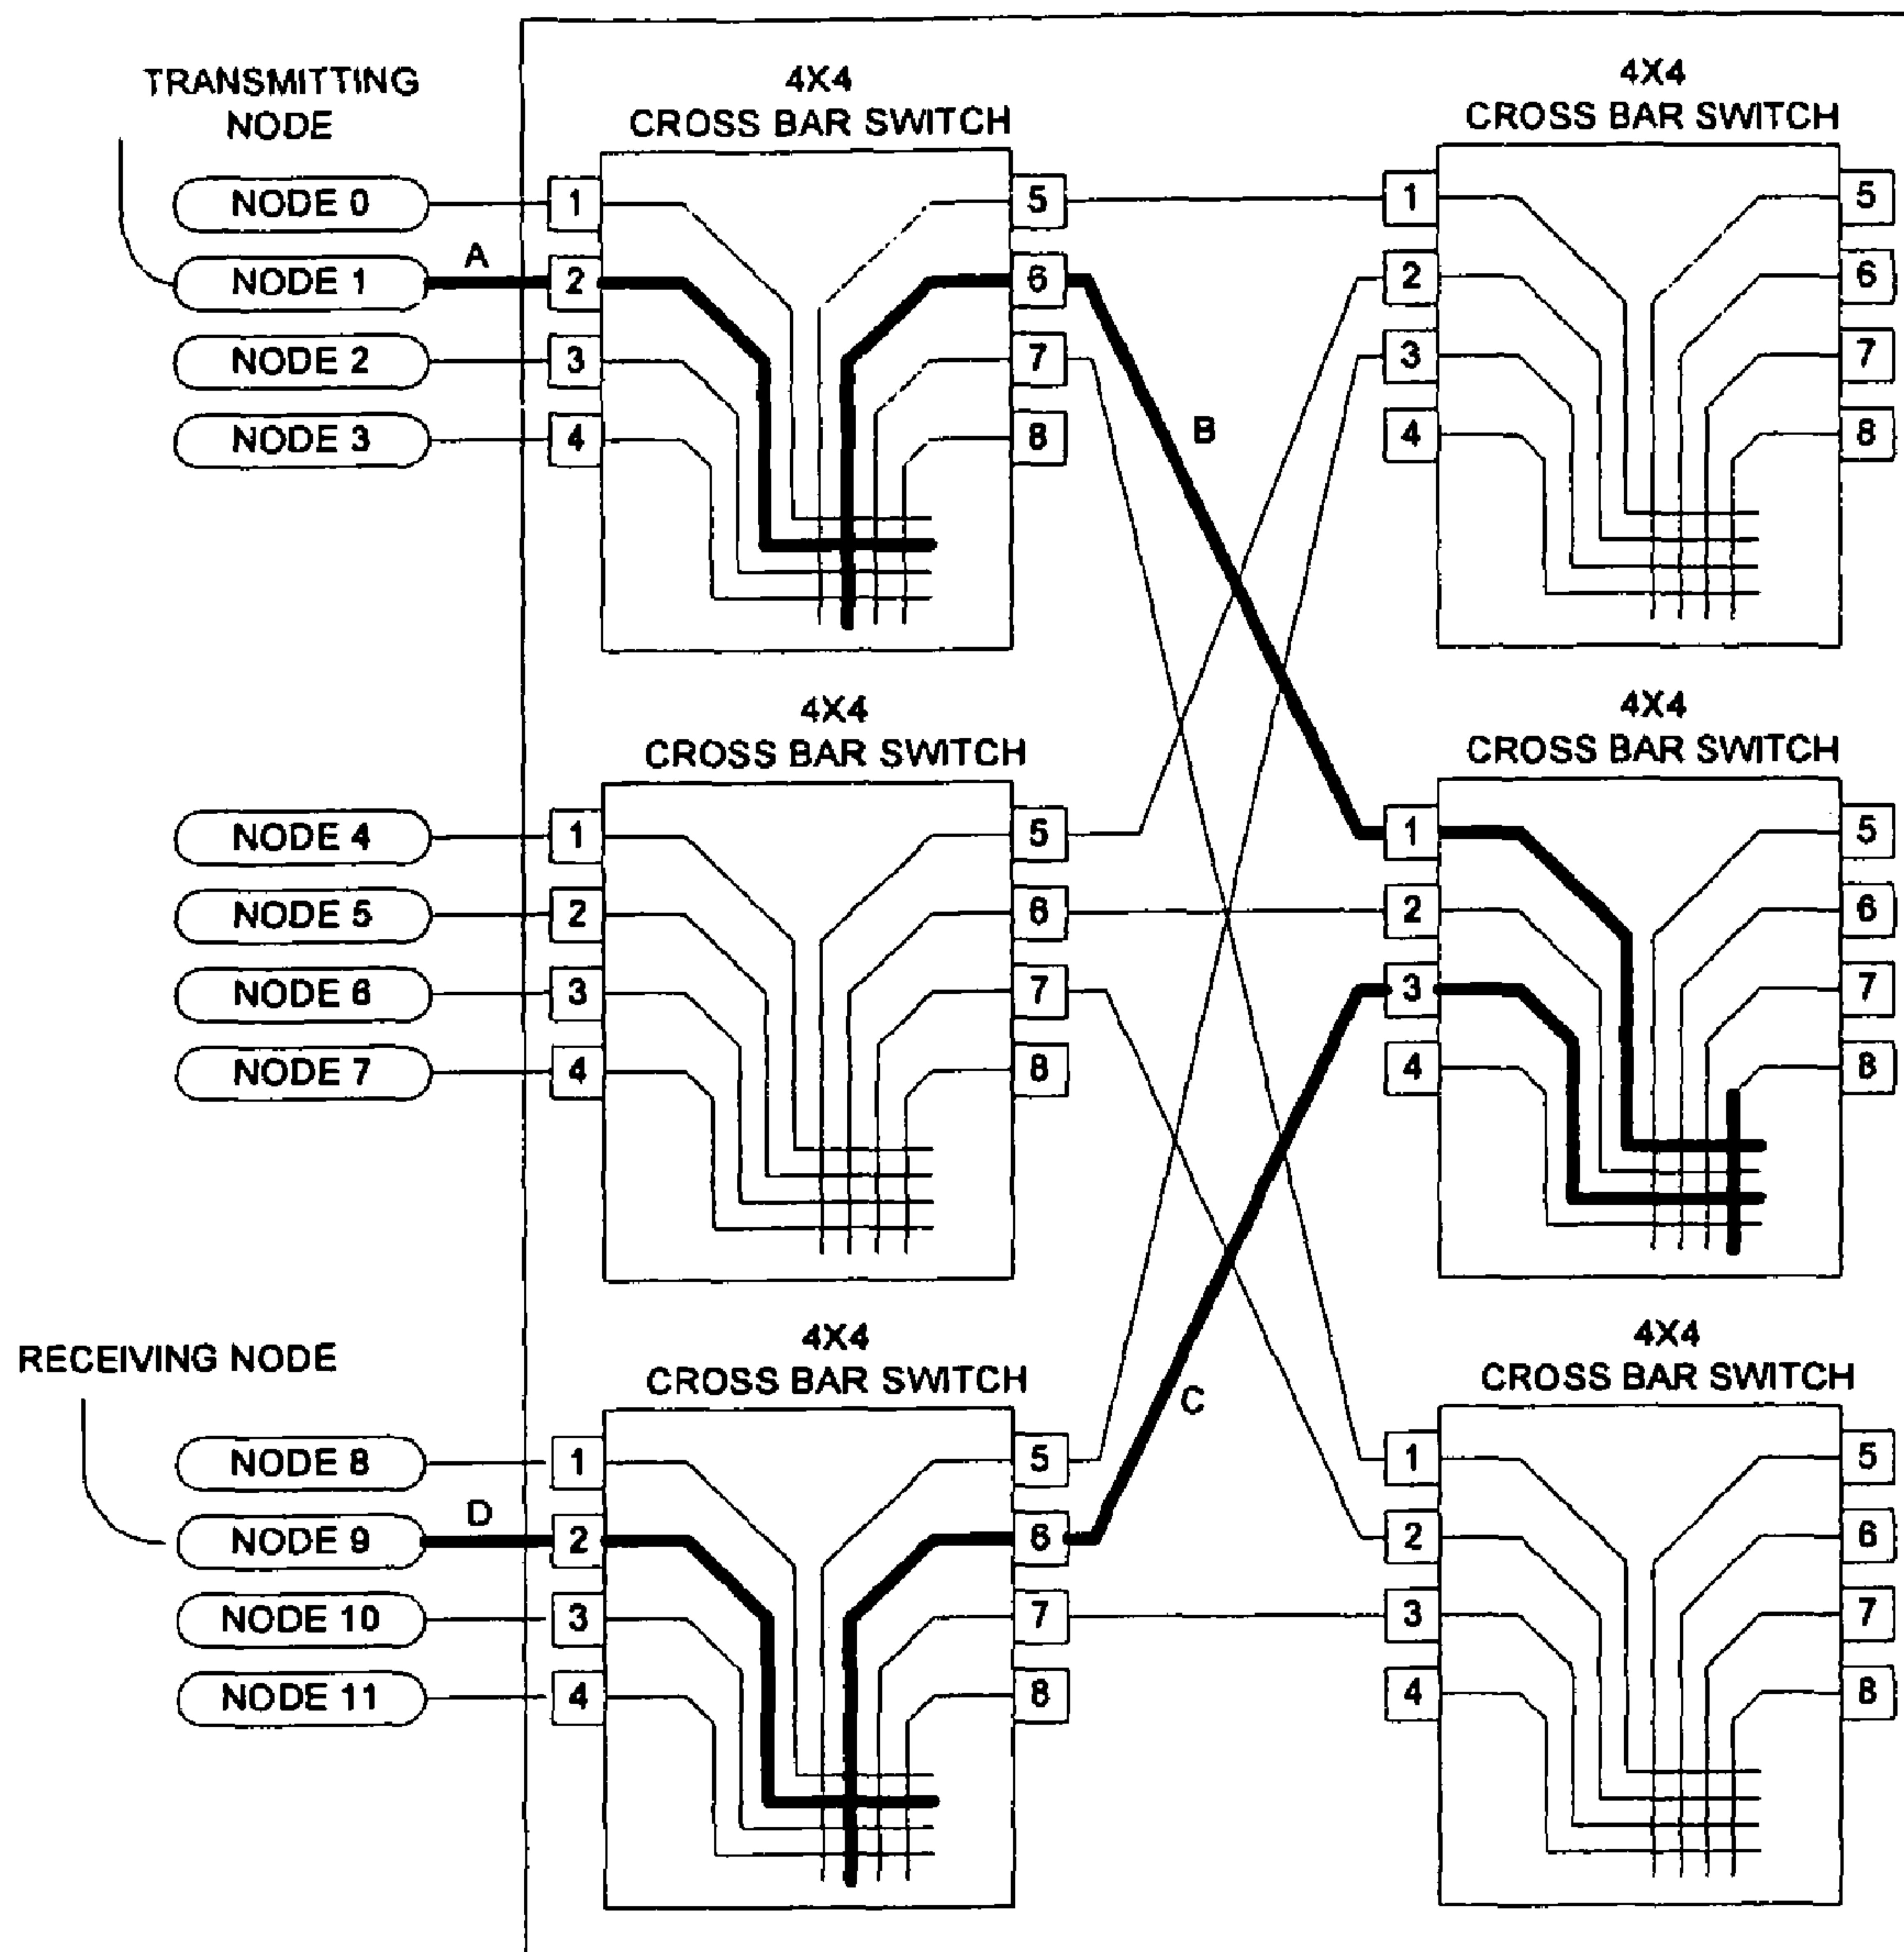 TRANSMITTING
NODE
4X4
CROSS BAR SWITCH
4X4
CROSS BAR SWITCH
NODE 0
1
5
1
5
A
NODE 1
2
6
2
6
NODE 2
3
7
3
7
NODE 3
4
8
B
4
8
4X4
CROSS BAR SWITCH
4X4
CROSS BAR SWITCH
NODE 4
1
5
1
5
NODE 5
2
6
2
6
NODE 6
3
7
3
7
NODE 7
4
8
4
8
RECEIVING NODE
4X4
CROSS BAR SWITCH
C
4X4
CROSS BAR SWITCH
NODE 8
1
5
1
5
D
NODE 9
2
6
2
6
NODE 10
3
7
3
7
NODE 11
4
8
4
8